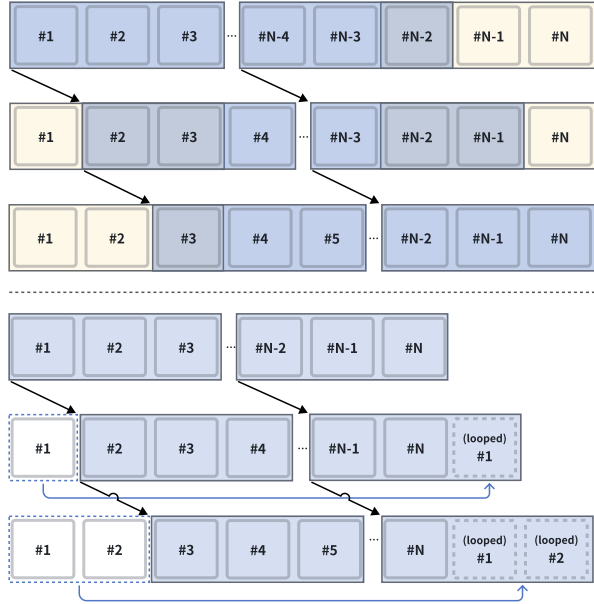 #1 #2 #3 ... #N-4 #N-3 #N-2 #N-1 #N
#1 #2 #3 #4 ... #N-3 #N-2 #N-1 #N
#1 #2 #3 #4 #5 ... #N-2 #N-1 #N
#1 #2 #3 ... #N-2 #N-1 #N
#1 #2 #3 #4 ... #N-1 #N (looped) #1
#1 #2 #3 #4 #5 ... #N (looped) #1 (looped) #2